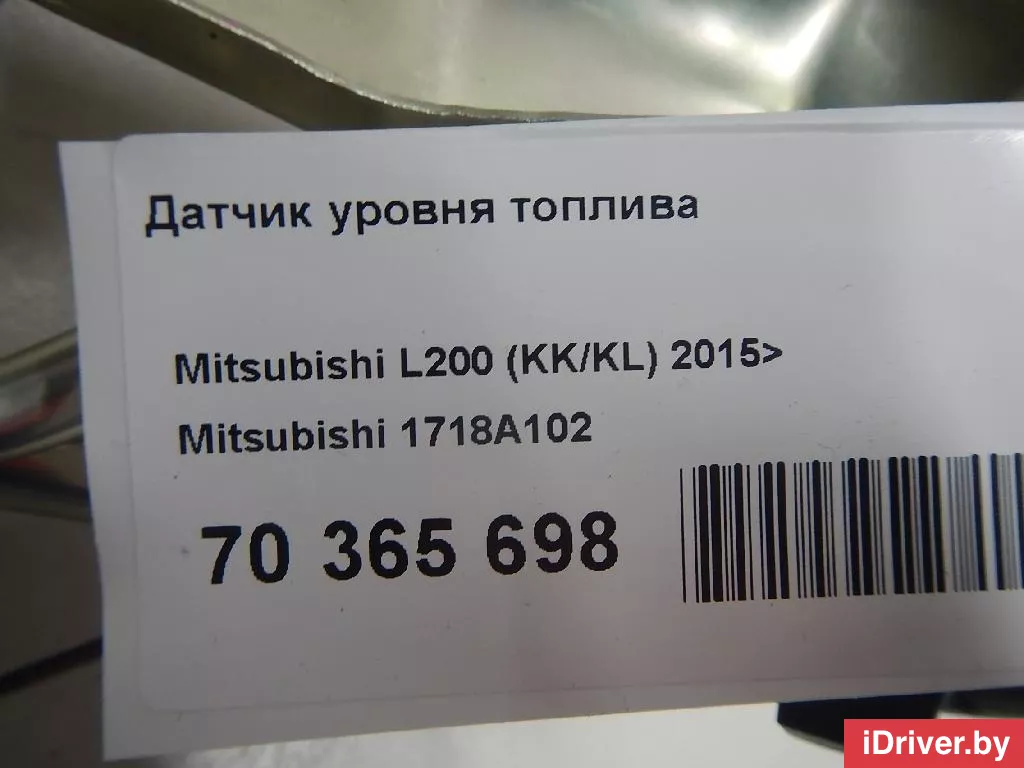 Датчик уровня топлива
Mitsubishi L200 (KK/KL) 2015>
Mitsubishi 1718A102
70 365 698
iDriver.by